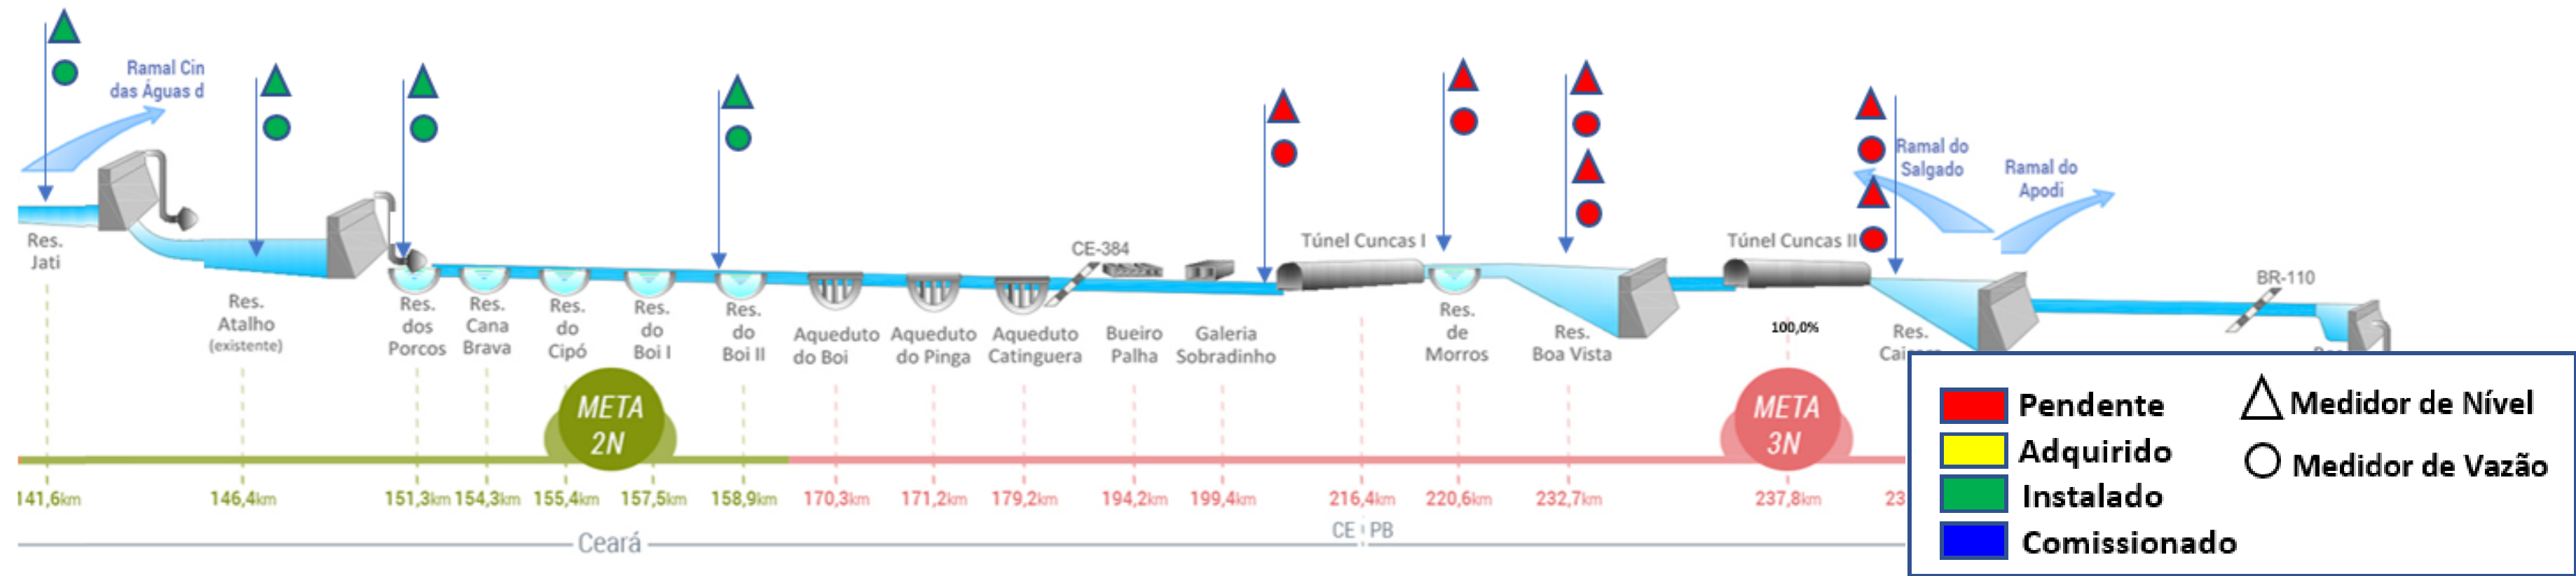 Ramal Cin
das Águas d
Res.
Jati
Res.
Atalho
(existente)
Res.
dos
Porcos
Res.
Cana
Brava
Res.
do
Cipó
Res.
do
Boi I
Res.
do
Boi II
Aqueduto
do Boi
Aqueduto
do Pinga
Aqueduto
Catinguera
CE-384
Bueiro
Palha
Galeria
Sobradinho
Túnel Cuncas I
Res.
de
Morros
Res.
Boa Vista
Túnel Cuncas II
100,0%
Ramal do
Salgado
Ramal do
Apodi
Res.
BR-110
META
2N
META
3N
141,6km
146,4km
151,3km
154,3km
155,4km
157,5km
158,9km
170,3km
171,2km
179,2km
194,2km
199,4km
216,4km
220,6km
232,7km
237,8km
23
Ceará
CE
PB
Pendente
Adquirido
Instalado
Comissionado
Medidor de Nível
Medidor de Vazão